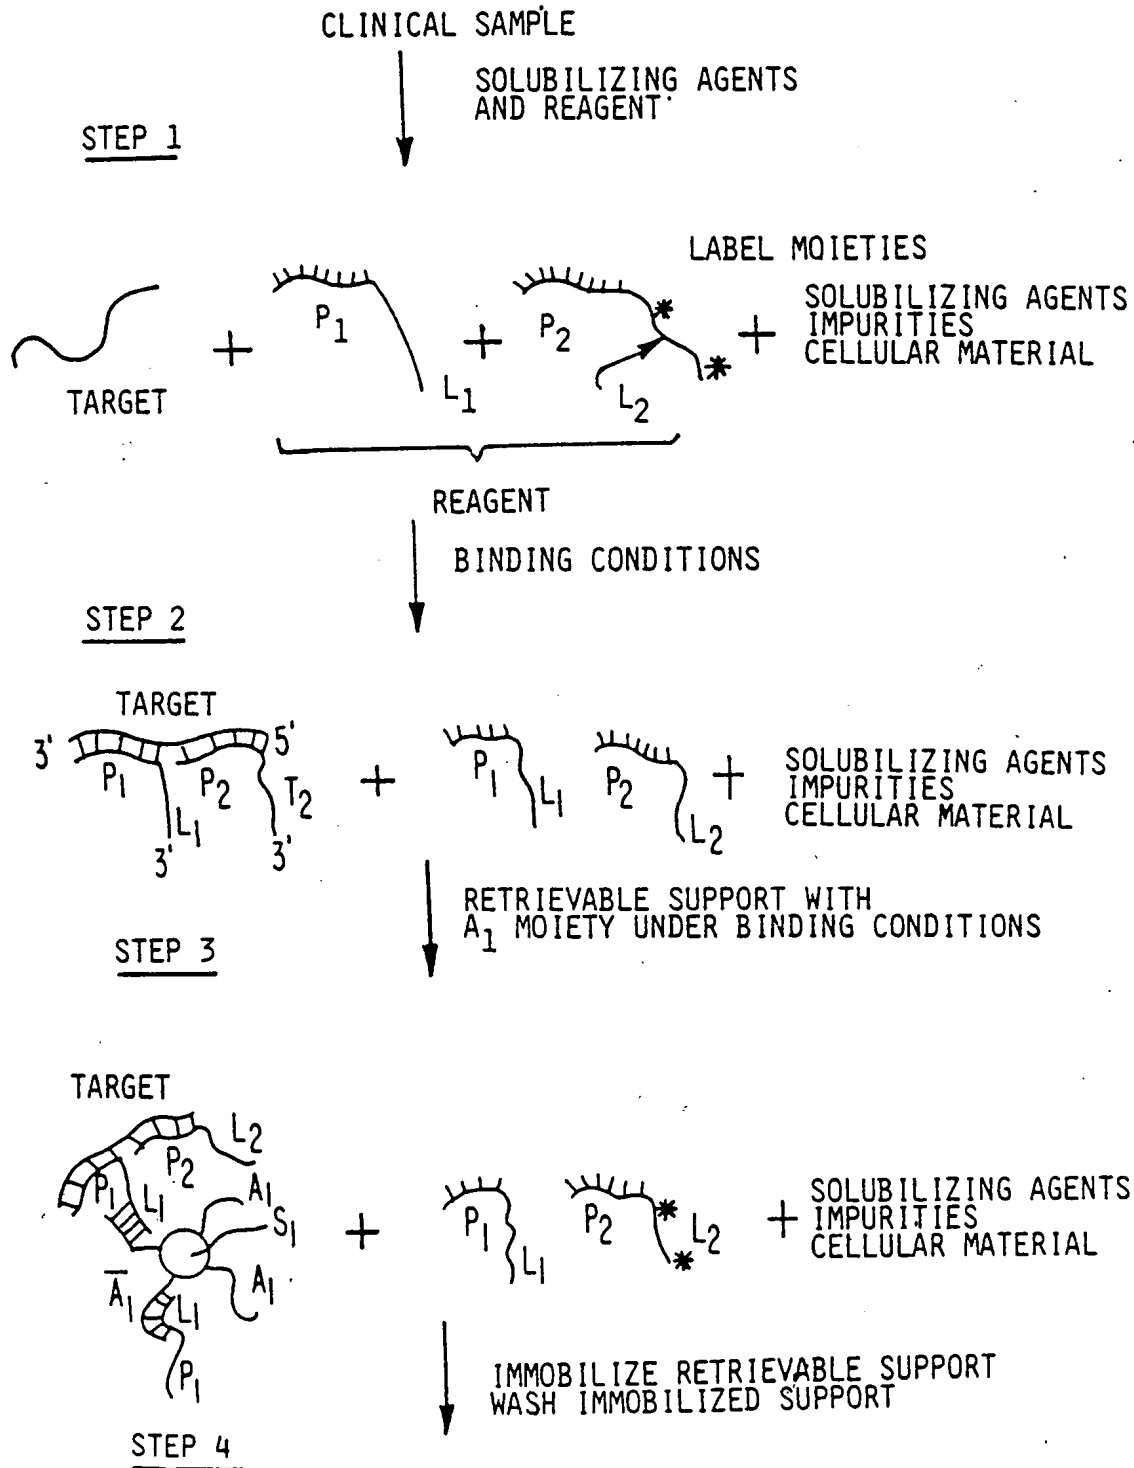 CLINICAL SAMPLE
SOLUBILIZING AGENTS
AND REAGENT
STEP 1
LABEL MOIETIES
SOLUBILIZING AGENTS
IMPURITIES
CELLULAR MATERIAL
P1
P2
+
+
+
TARGET
L1
L2
REAGENT
BINDING CONDITIONS
STEP 2
TARGET
3'
5'
P1
P2
T2
L1
3'
3'
+
P1
L1
P2
L2
+
SOLUBILIZING AGENTS
IMPURITIES
CELLULAR MATERIAL
RETRIEVABLE SUPPORT WITH
A1 MOIETY UNDER BINDING CONDITIONS
STEP 3
TARGET
L2
P2
P1
L1
A1
S1
A1
A̅1
L1
P1
+
P1
L1
P2
L2
+
SOLUBILIZING AGENTS
IMPURITIES
CELLULAR MATERIAL
IMMOBILIZE RETRIEVABLE SUPPORT
WASH IMMOBILIZED SUPPORT
STEP 4